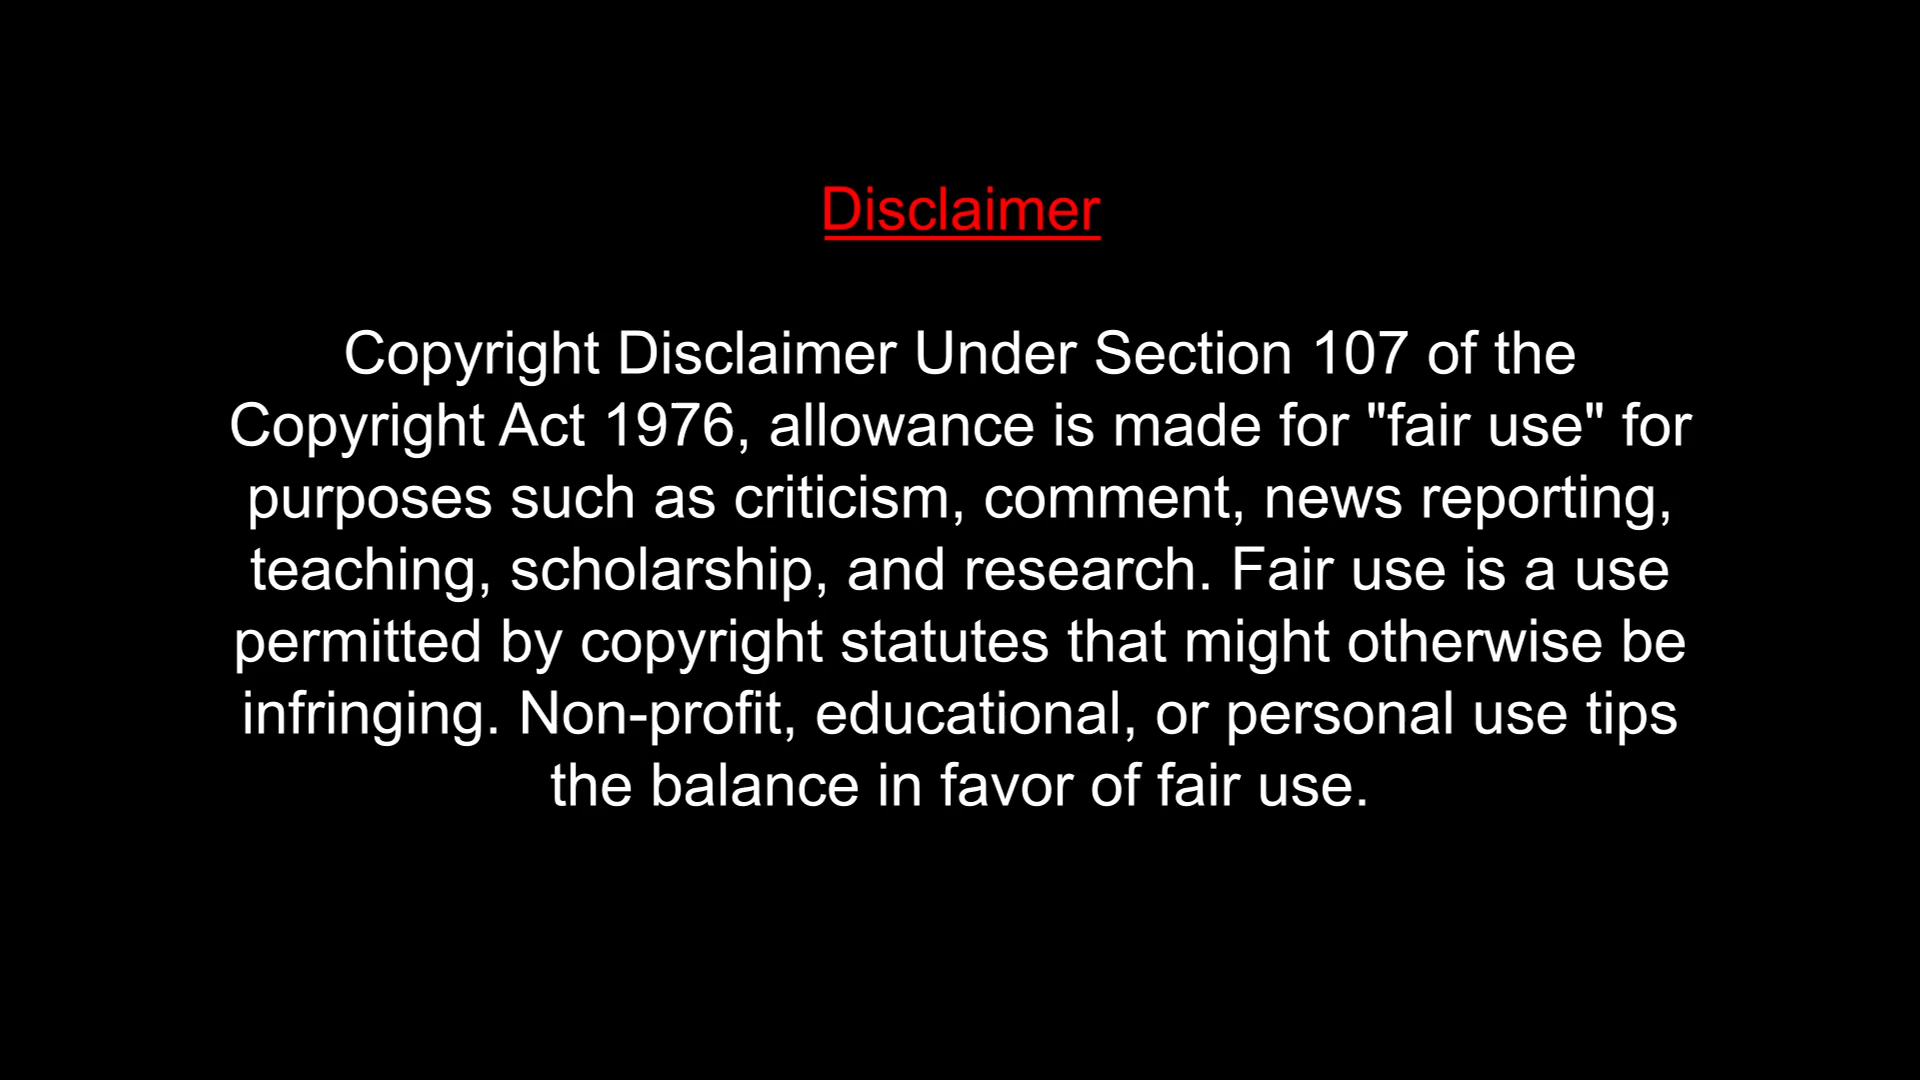 Disclaimer
Copyright Disclaimer Under Section 107 of the
Copyright Act 1976, allowance is made for "fair use" for
purposes such as criticism, comment, news reporting,
teaching, scholarship, and research. Fair use is a use
permitted by copyright statutes that might otherwise be
infringing. Non-profit, educational, or personal use tips
the balance in favor of fair use.